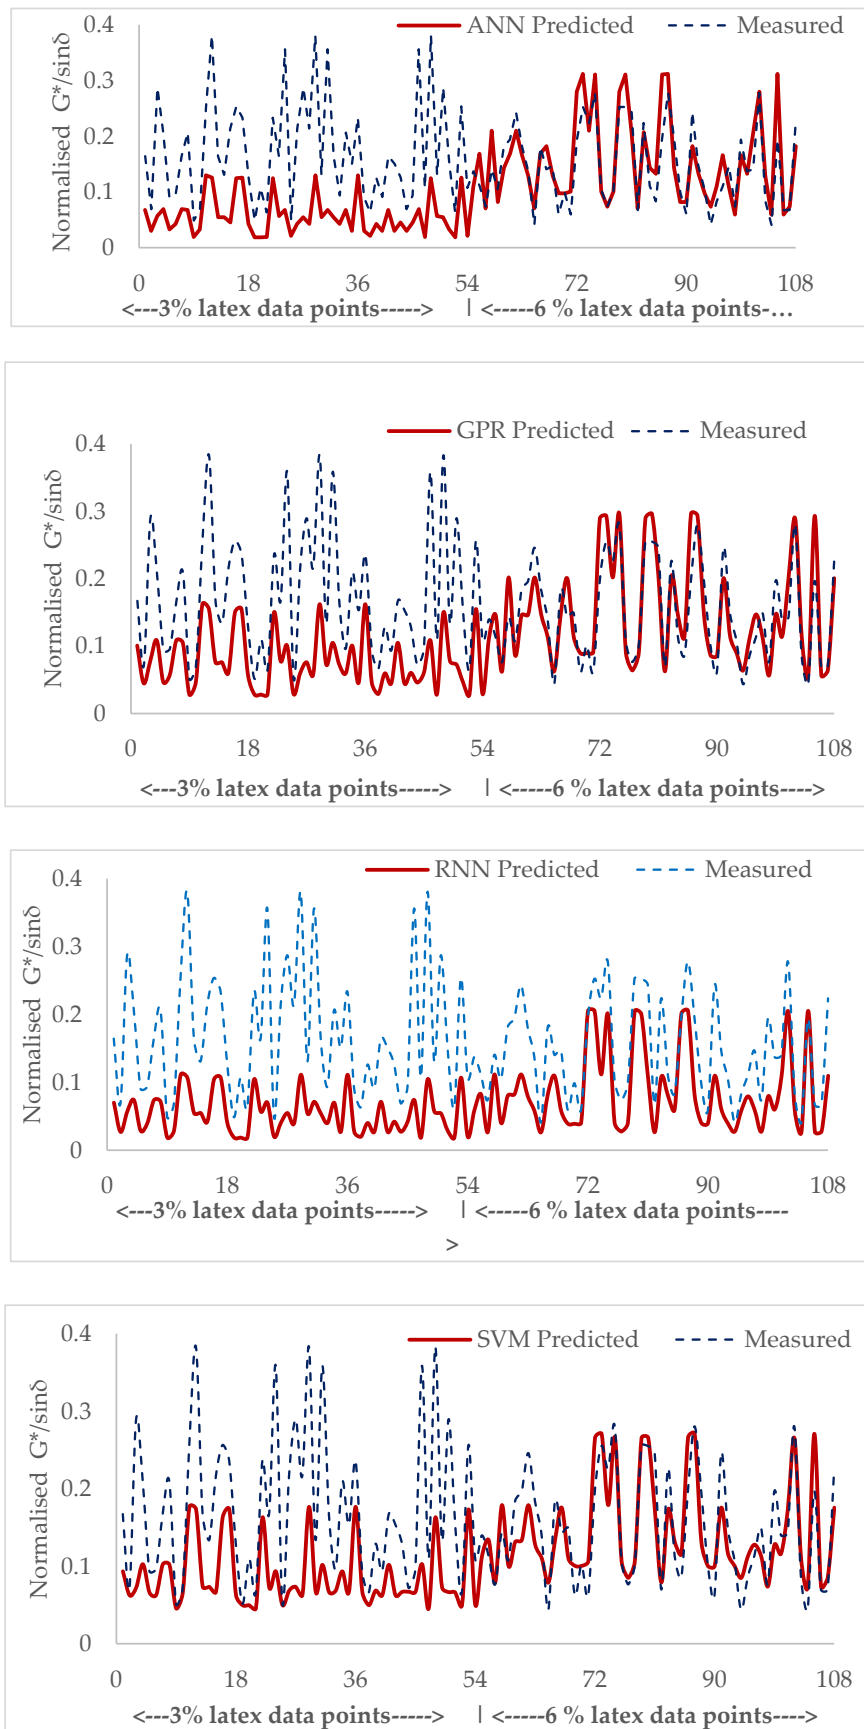 ANN Predicted Measured
Normalised G*/sinδ
0.4
0.3
0.2
0.1
0
0 18 36 54 72 90 108
<---3% latex data points-----> | <-----6 % latex data points-...
GPR Predicted Measured
Normalised G*/sinδ
0.4
0.3
0.2
0.1
0
0 18 36 54 72 90 108
<---3% latex data points-----> | <-----6 % latex data points---->
RNN Predicted Measured
Normalised G*/sinδ
0.4
0.3
0.2
0.1
0
0 18 36 54 72 90 108
<---3% latex data points-----> | <-----6 % latex data points----
>
SVM Predicted Measured
Normalised G*/sinδ
0.4
0.3
0.2
0.1
0
0 18 36 54 72 90 108
<---3% latex data points-----> | <-----6 % latex data points---->